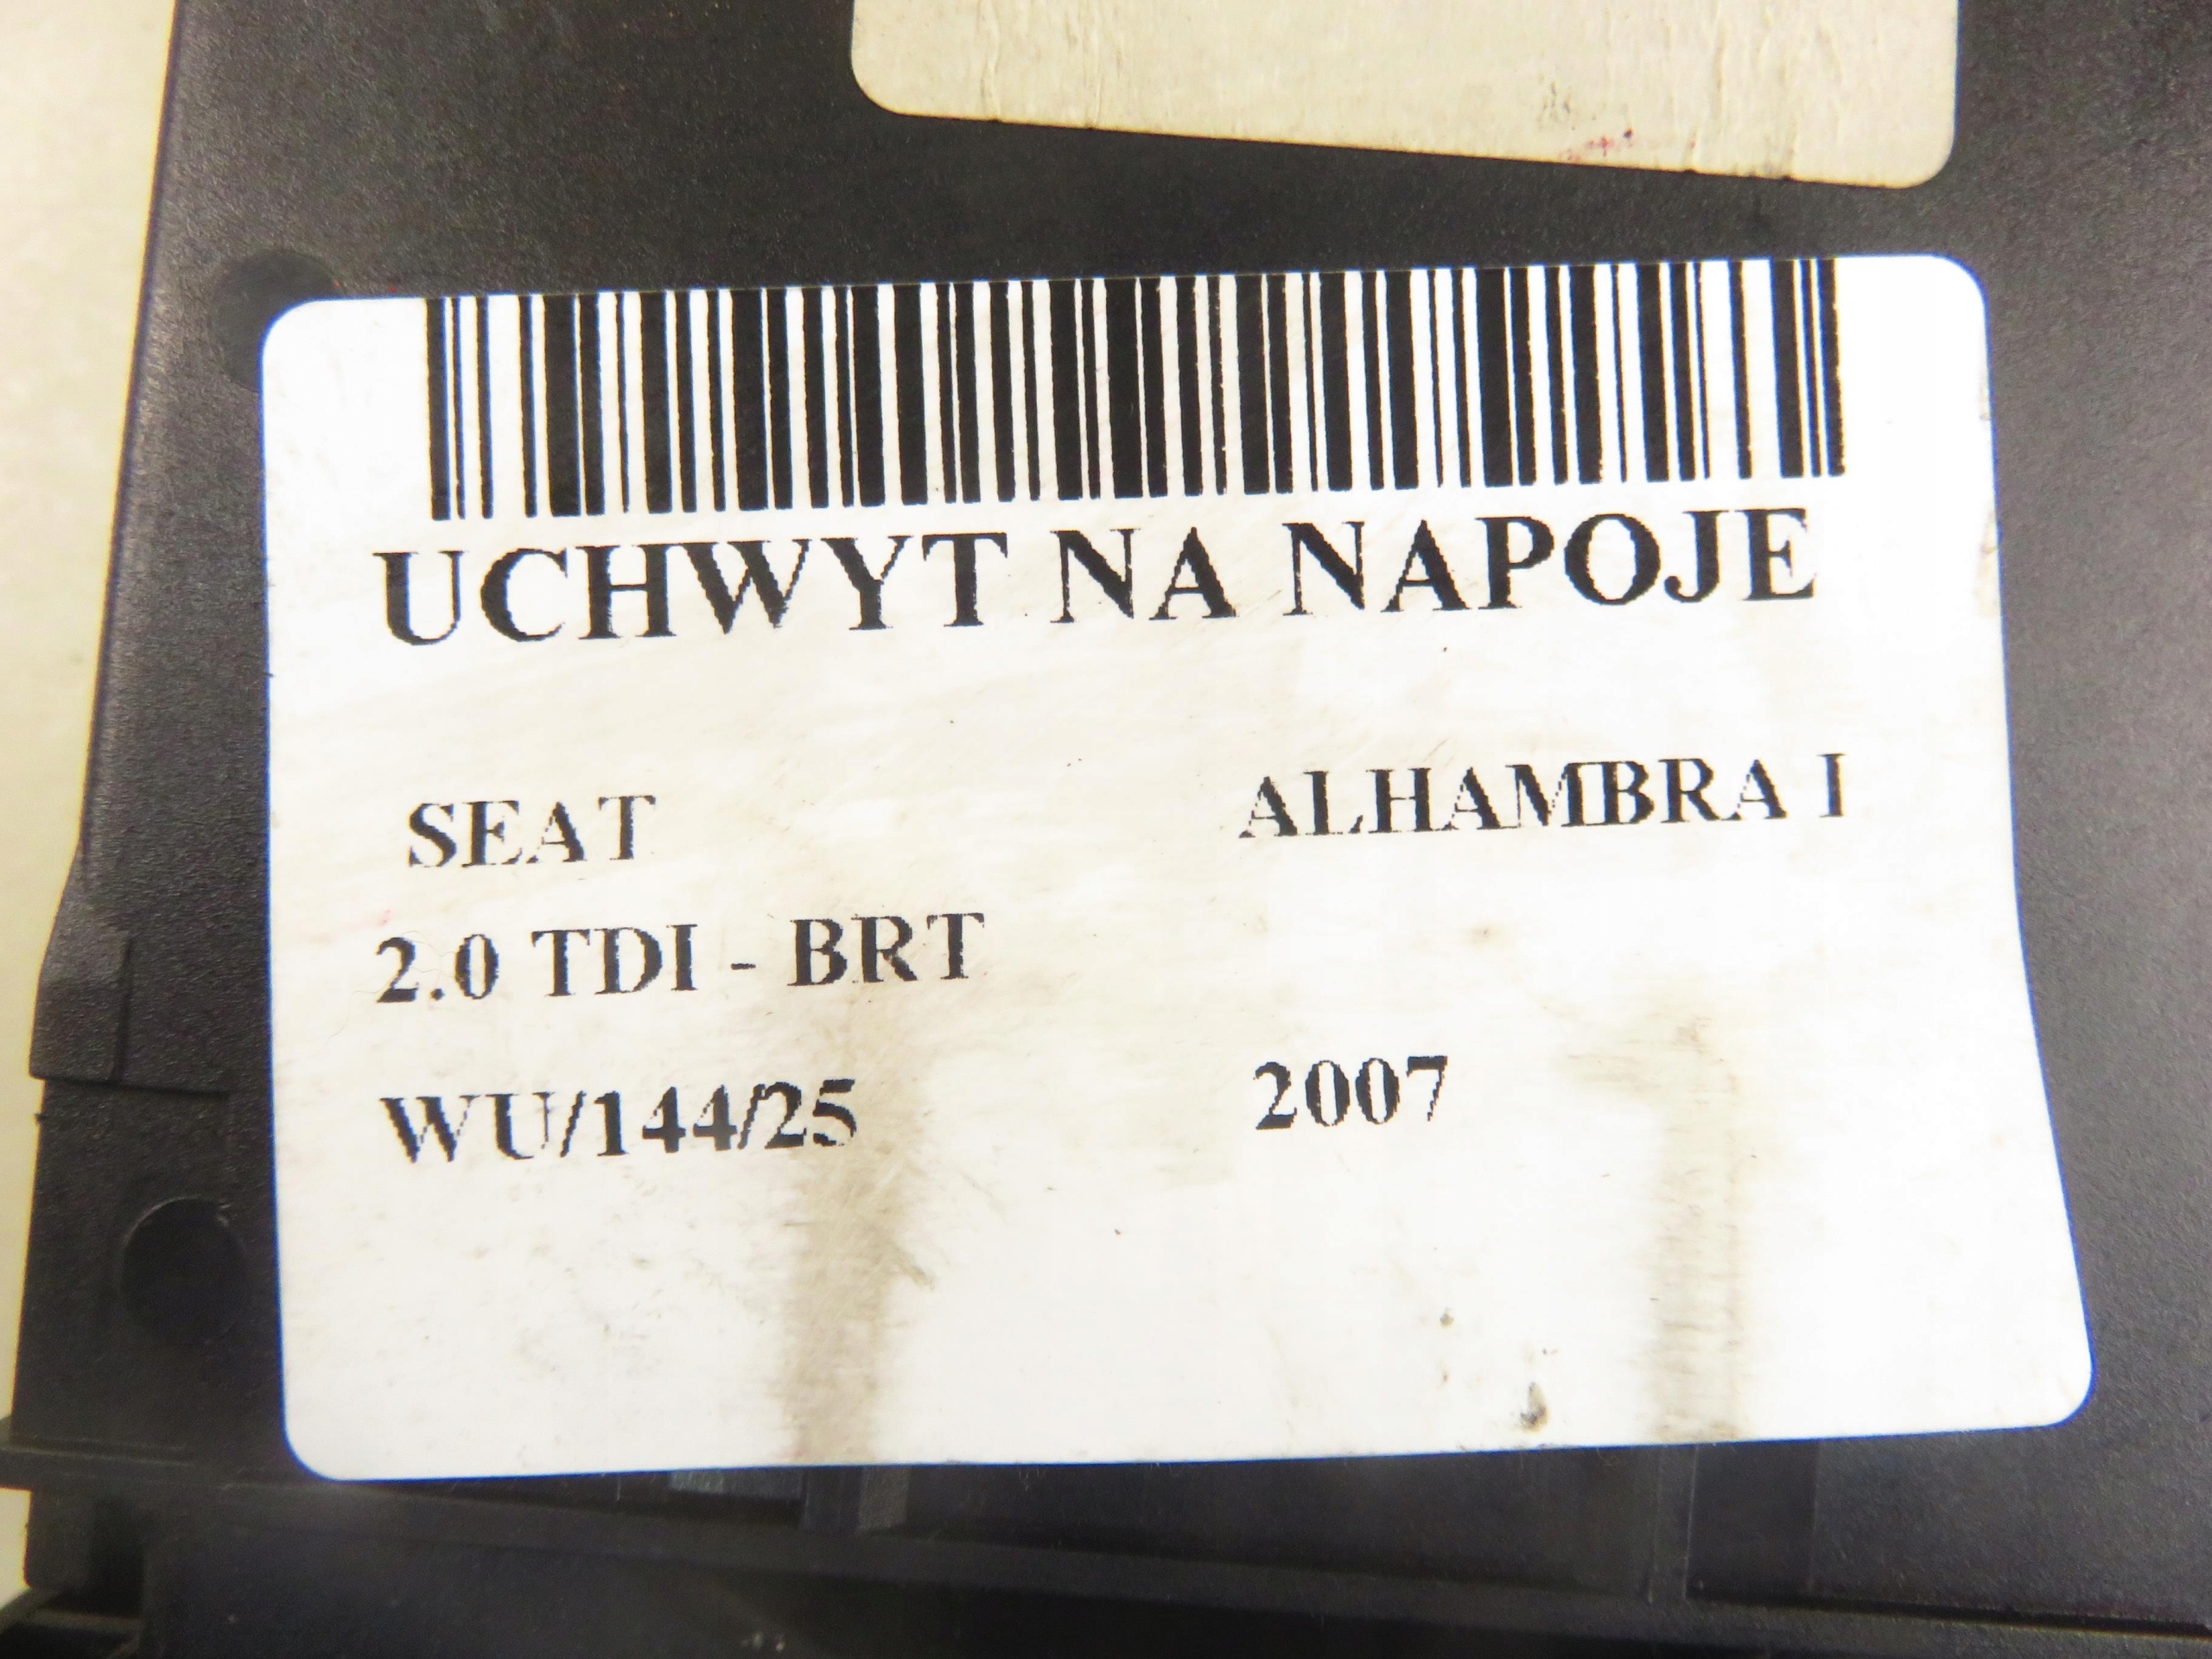 UCHWYT NA NAPOJE
SEAT ALHAMBRA I
2.0 TDI - BRT
WU/144/25 2007